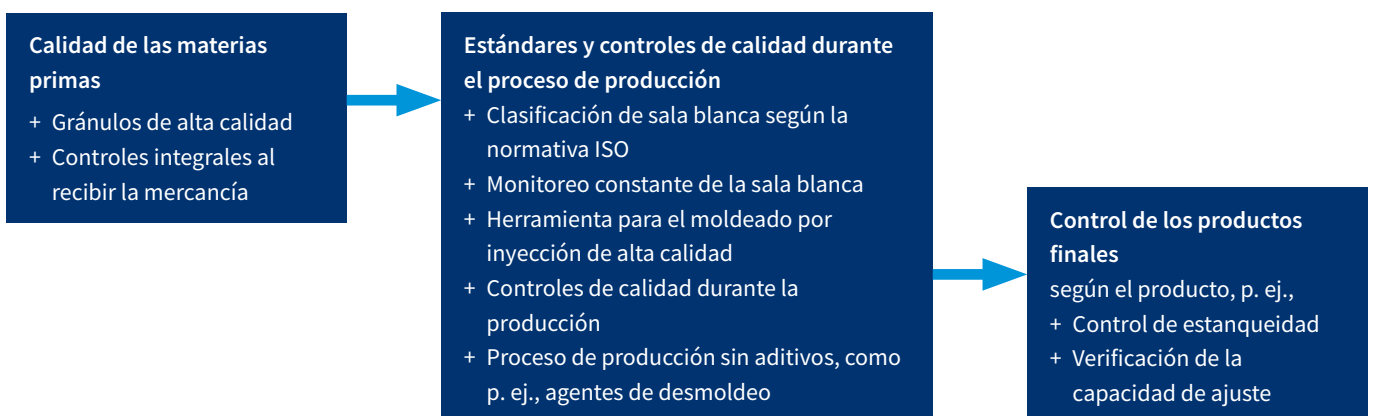 Calidad de las materias
primas
+ Gránulos de alta calidad
+ Controles integrales al
recibir la mercancía
Estándares y controles de calidad durante
el proceso de producción
+ Clasificación de sala blanca según la
normativa ISO
+ Monitoreo constante de la sala blanca
+ Herramienta para el moldeado por
inyección de alta calidad
+ Controles de calidad durante la
producción
+ Proceso de producción sin aditivos, como
p. ej., agentes de desmoldeo
Control de los productos
finales
según el producto, p. ej.,
+ Control de estanqueidad
+ Verificación de la
capacidad de ajuste